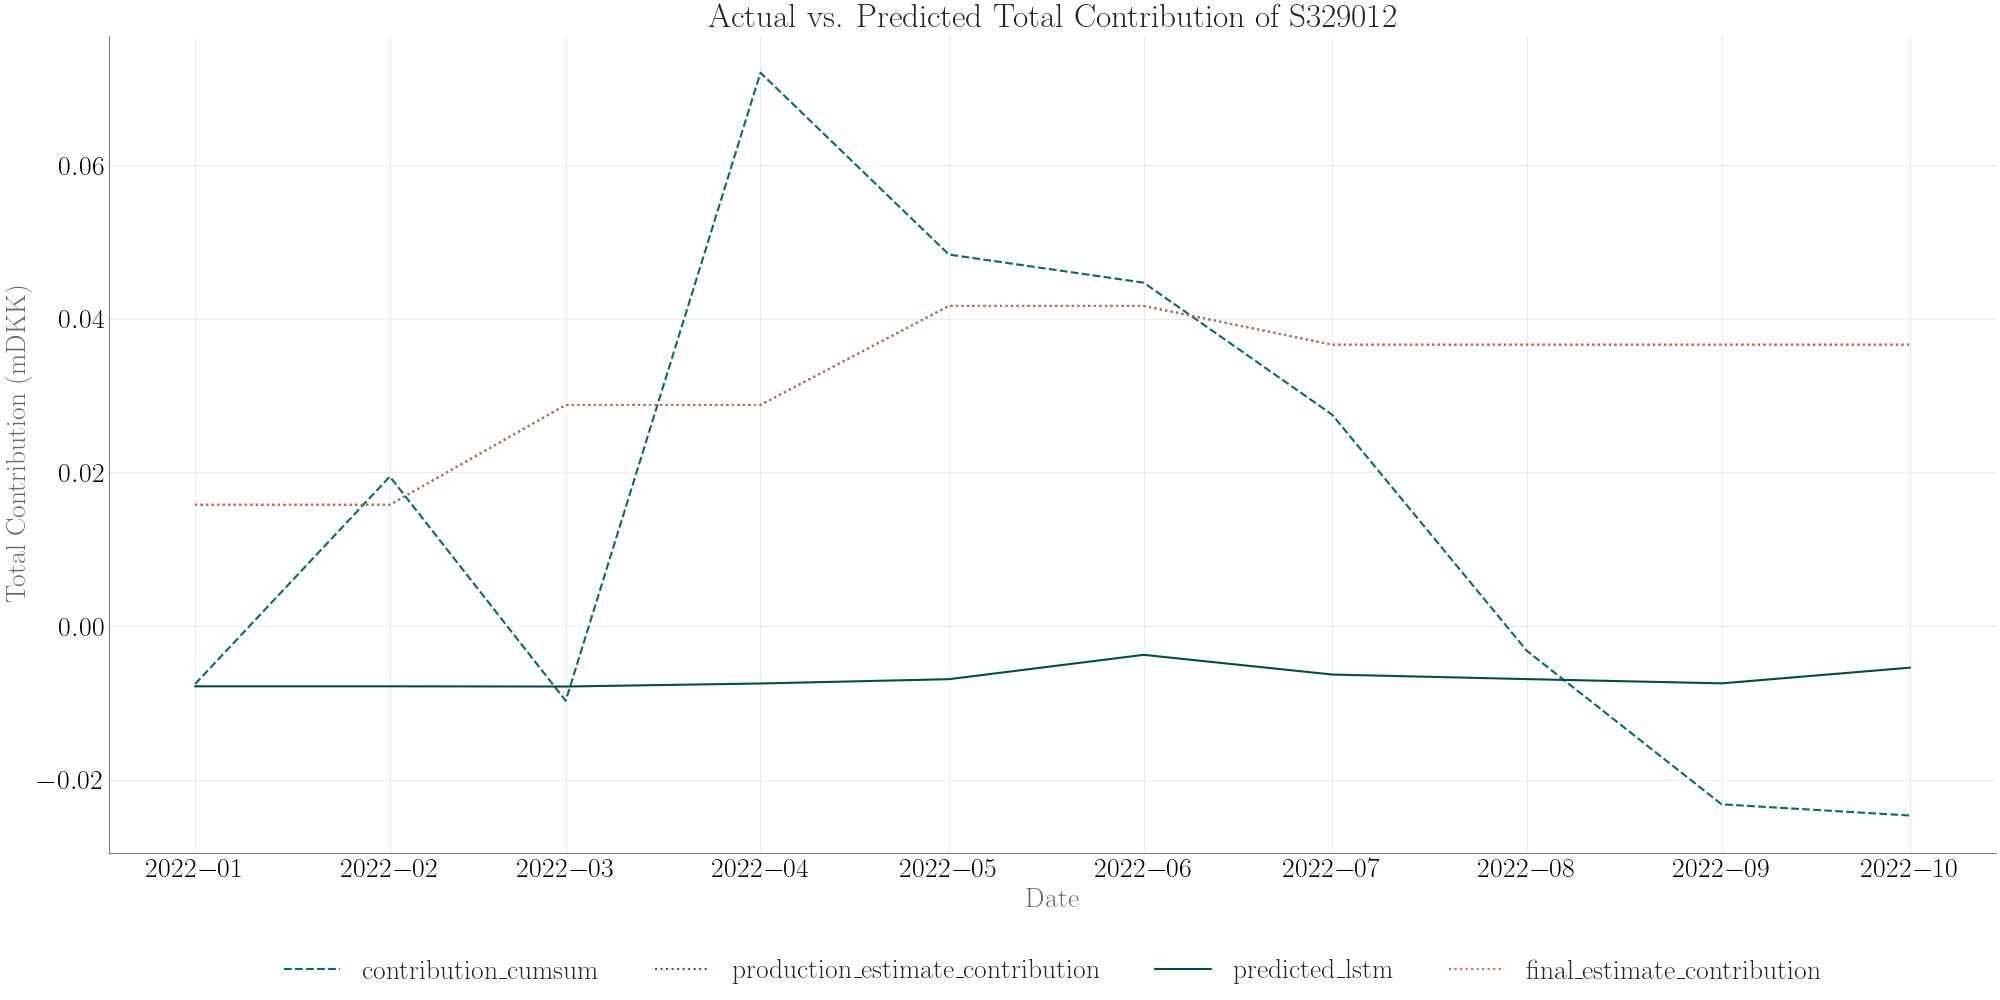 Actual vs. Predicted Total Contribution of S329012
Total Contribution (mDKK)
0.06
0.04
0.02
0.00
−0.02
2022−01 2022−02 2022−03 2022−04 2022−05 2022−06 2022−07 2022−08 2022−09 2022−10
Date
contribution_cumsum production_estimate_contribution predicted_lstm final_estimate_contribution